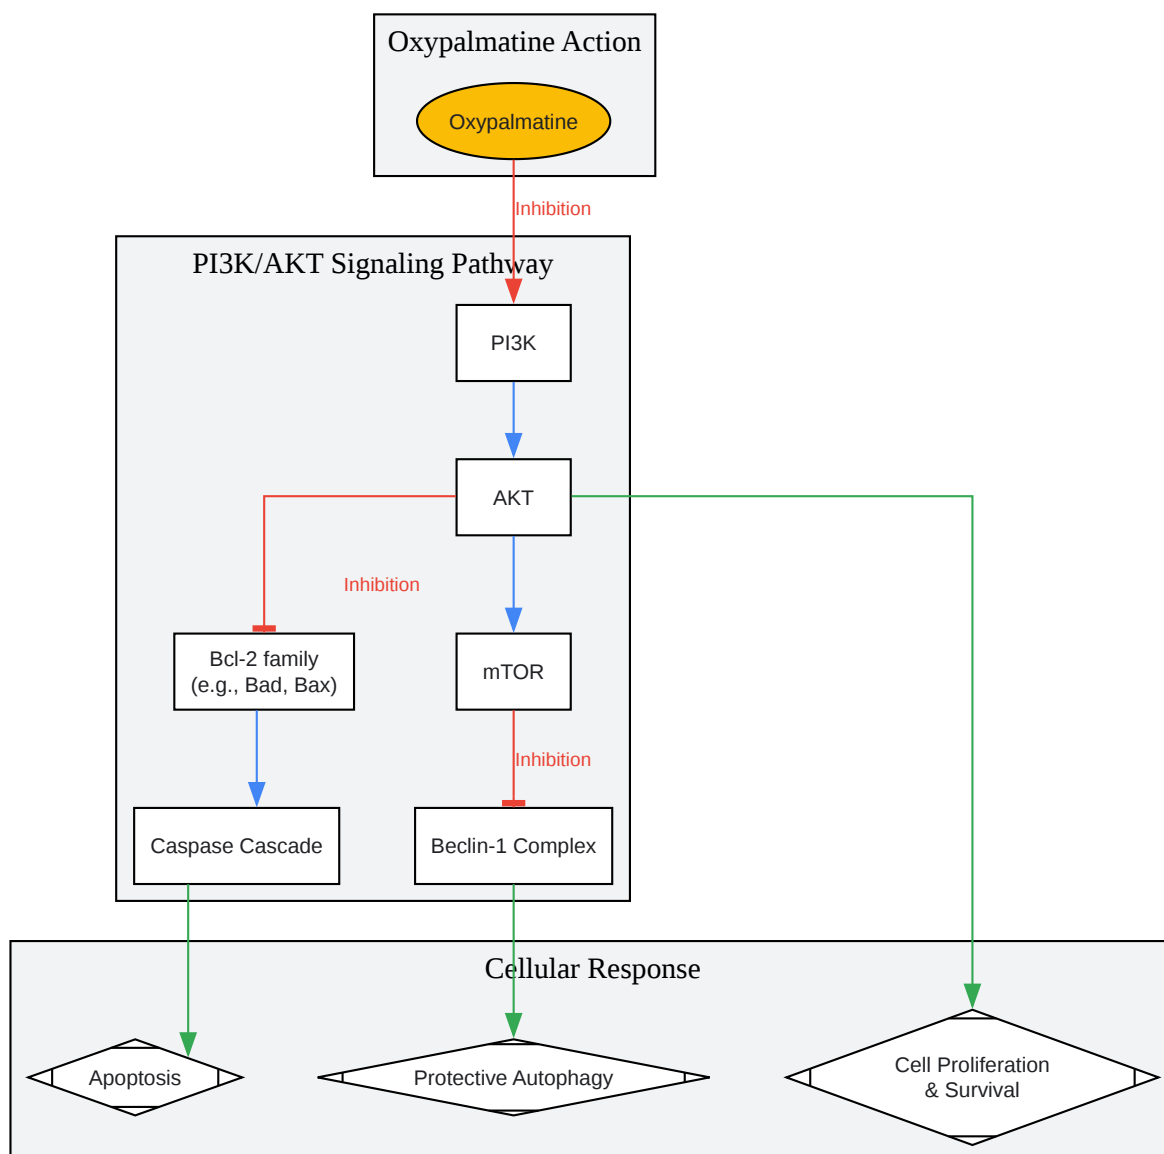 Oxypalmatine Action
Oxypalmatine
Inhibition
PI3K/AKT Signaling Pathway
PI3K
AKT
Inhibition
Bcl-2 family
(e.g., Bad, Bax)
mTOR
Inhibition
Caspase Cascade
Beclin-1 Complex
Cellular Response
Apoptosis
Protective Autophagy
Cell Proliferation
& Survival